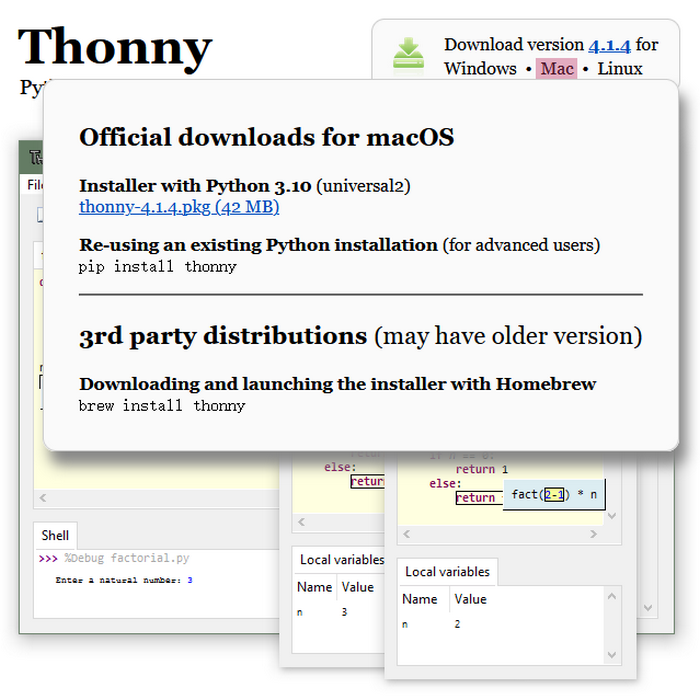 Thonny
Download version 4.1.4 for
Windows • Mac • Linux
Official downloads for macOS
Installer with Python 3.10 (universal2)
thonny-4.1.4.pkg (42 MB)
Re-using an existing Python installation (for advanced users)
pip install thonny
3rd party distributions (may have older version)
Downloading and launching the installer with Homebrew
brew install thonny
else:
return
return 1
else:
return
fact(2-1) * n
Shell
>>> %Debug factorial.py
Enter a natural number: 3
Local variables
Name Value
n 3
Local variables
Name Value
n 2